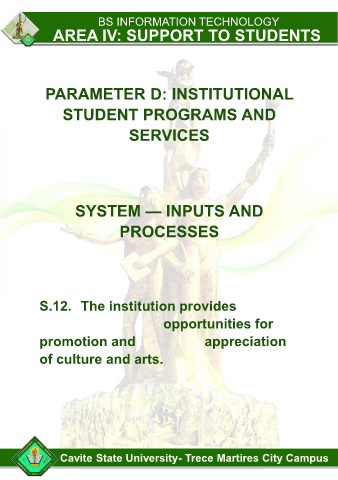 BS INFORMATION TECHNOLOGY
AREA IV: SUPPORT TO STUDENTS
PARAMETER D: INSTITUTIONAL
STUDENT PROGRAMS AND
SERVICES
SYSTEM — INPUTS AND
PROCESSES
S.12. The institution provides
opportunities for
promotion and appreciation
of culture and arts.
Cavite State University- Trece Martires City Campus